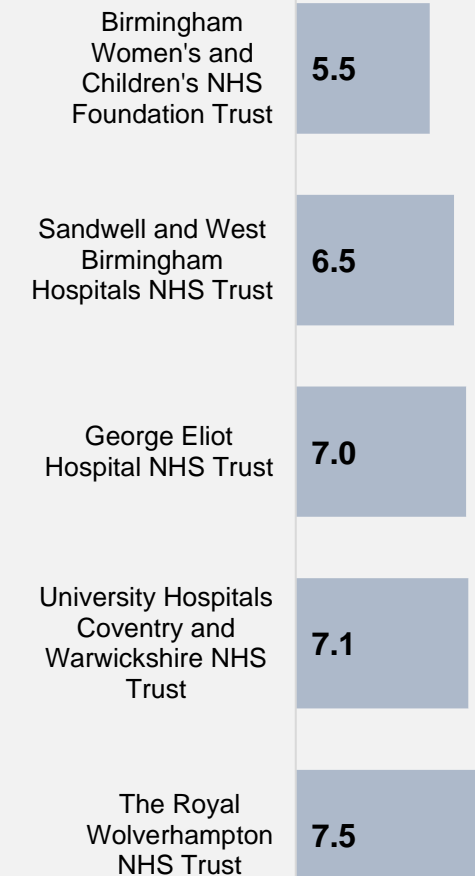 Birmingham
Women's and
Children's NHS
Foundation Trust
5.5
Sandwell and West
Birmingham
Hospitals NHS Trust
6.5
George Eliot
Hospital NHS Trust
7.0
University Hospitals
Coventry and
Warwickshire NHS
Trust
7.1
The Royal
Wolverhampton
NHS Trust
7.5